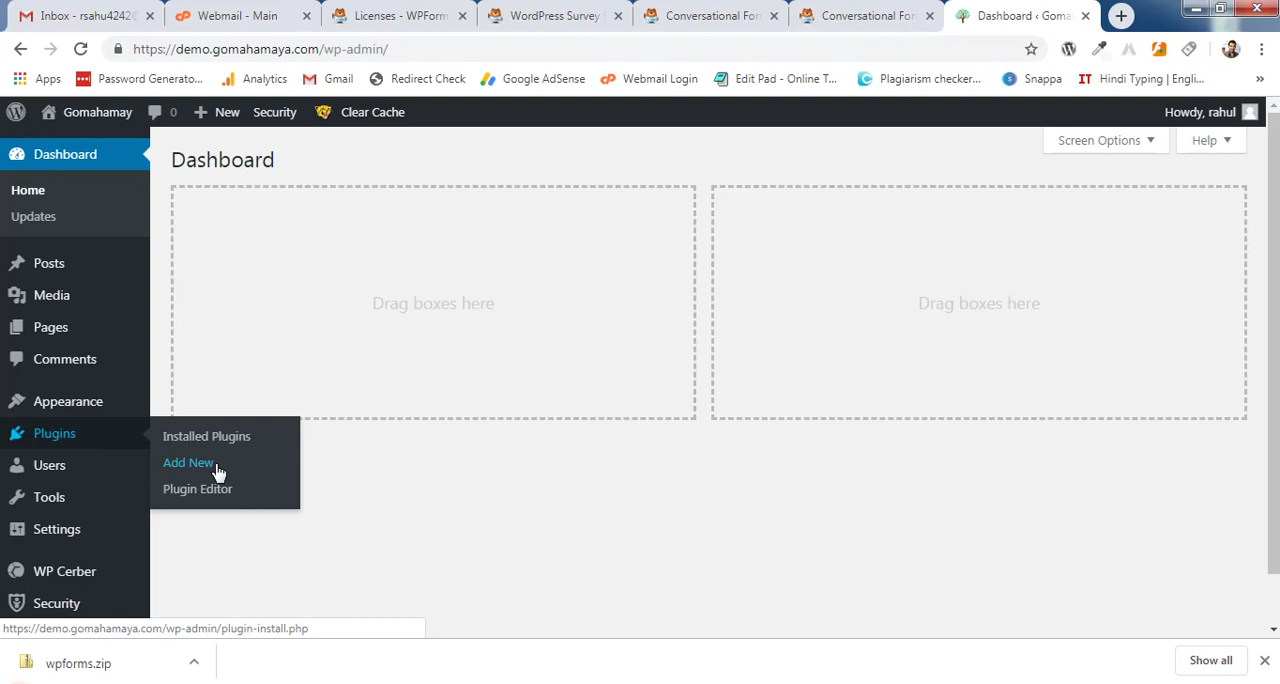 Inbox - rsahu4242@
Webmail - Main
Licenses - WPForm
WordPress Survey
Conversational For
Conversational For
Dashboard ‹ Goma
https://demo.gomahamaya.com/wp-admin/
Apps
Password Generato...
Analytics
Gmail
Redirect Check
Google AdSense
Webmail Login
Edit Pad - Online T...
Plagiarism checker...
Snappa
IT Hindi Typing | Engli...
»
Gomahamay
0
New
Security
Clear Cache
Howdy, rahul
Dashboard
Home
Updates
Posts
Media
Pages
Comments
Appearance
Plugins
Users
Tools
Settings
WP Cerber
Security
Installed Plugins
Add New
Plugin Editor
Dashboard
Screen Options
Help
Drag boxes here
Drag boxes here
https://demo.gomahamaya.com/wp-admin/plugin-install.php
wpforms.zip
Show all